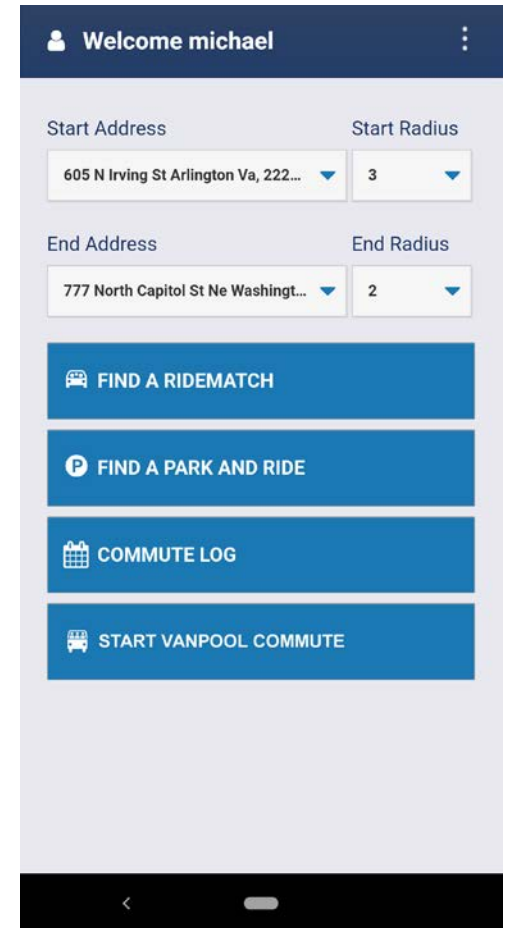 Welcome michael
Start Address Start Radius
605 N Irving St Arlington Va, 222... 3
End Address End Radius
777 North Capitol St Ne Washingt... 2
FIND A RIDEMATCH
P FIND A PARK AND RIDE
COMMUTE LOG
START VANPOOL COMMUTE